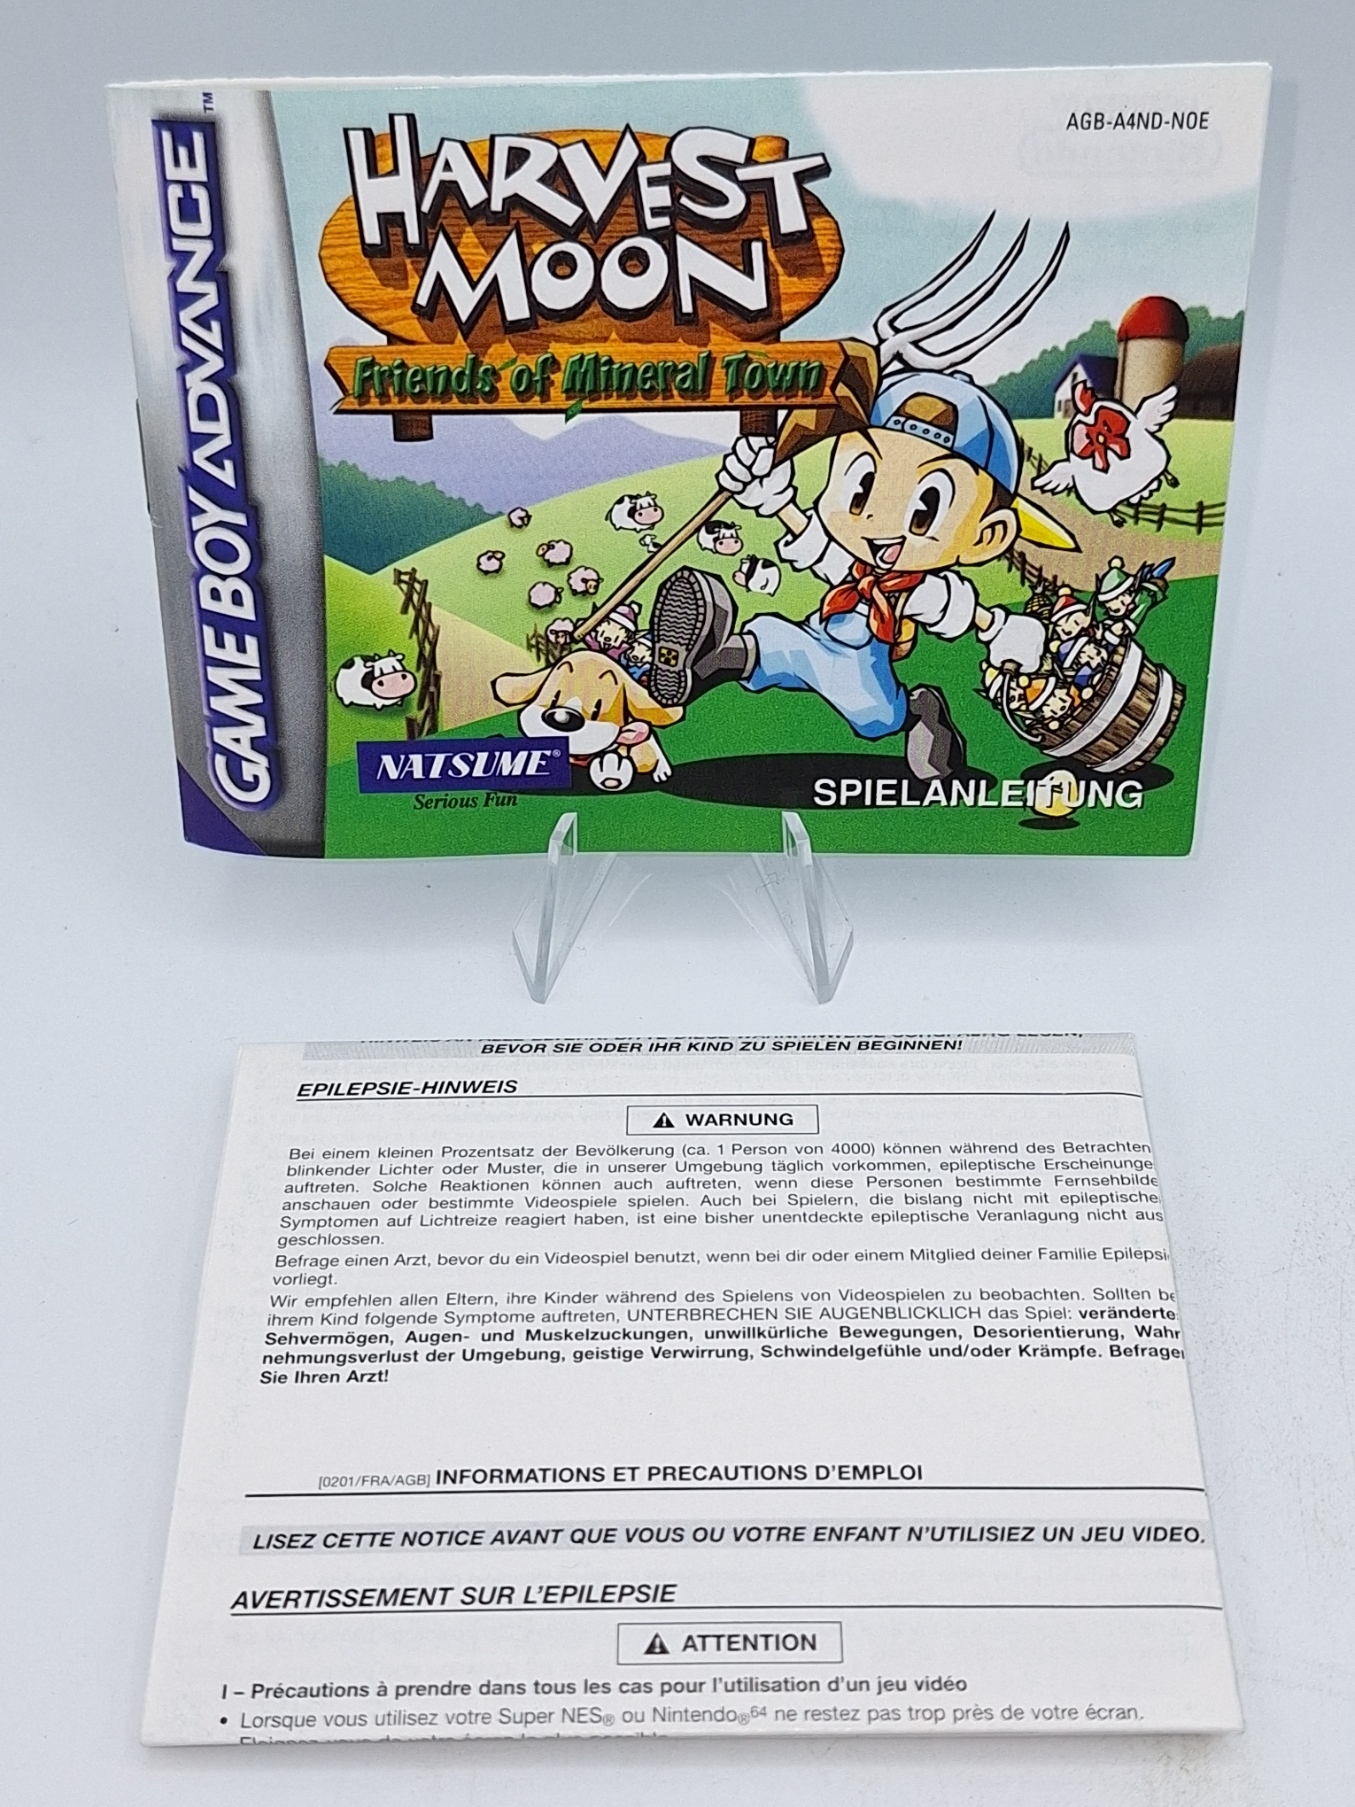 GAME BOY ADVANCE™
AGB-A4ND-NOE
HARVEST
MOON
Friends of Mineral Town
NATSUME®
Serious Fun
SPIELANLEITUNG
BEVOR SIE ODER IHR KIND ZU SPIELEN BEGINNEN!
EPILEPSIE-HINWEIS
WARNUNG
Bei einem kleinen Prozentsatz der Bevölkerung (ca. 1 Person von 4000) können während des Betrachten
blinkender Lichter oder Muster, die in unserer Umgebung täglich vorkommen, epileptische Erscheinunge
auftreten. Solche Reaktionen können auch auftreten, wenn diese Personen bestimmte Fernsehbilde
anschauen oder bestimmte Videospiele spielen. Auch bei Spielern, die bislang nicht mit epileptische
Symptomen auf Lichtreize reagiert haben, ist eine bisher unentdeckte epileptische Veranlagung nicht aus
geschlossen.
Befrage einen Arzt, bevor du ein Videospiel benutzt, wenn bei dir oder einem Mitglied deiner Familie Epilepsi
vorliegt.
Wir empfehlen allen Eltern, ihre Kinder während des Spielens von Videospielen zu beobachten. Sollten be
ihrem Kind folgende Symptome auftreten, UNTERBRECHEN SIE AUGENBLICKLICH das Spiel: veränderte
Sehvermögen, Augen- und Muskelzuckungen, unwillkürliche Bewegungen, Desorientierung, Wahr
nehmungsverlust der Umgebung, geistige Verwirrung, Schwindelgefühle und/oder Krämpfe. Befrage
Sie Ihren Arzt!
[0201/FRA/AGB] INFORMATIONS ET PRECAUTIONS D'EMPLOI
LISEZ CETTE NOTICE AVANT QUE VOUS OU VOTRE ENFANT N'UTILISIEZ UN JEU VIDEO.
AVERTISSEMENT SUR L'EPILEPSIE
ATTENTION
I – Précautions à prendre dans tous les cas pour l'utilisation d'un jeu vidéo
• Lorsque vous utilisez votre Super NES® ou Nintendo®64 ne restez pas trop près de votre écran.